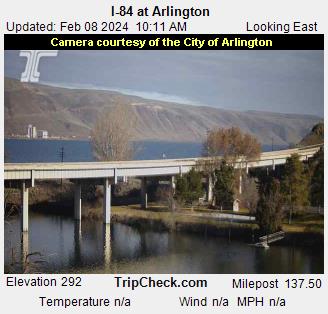 I-84 at Arlington
Updated: Feb 08 2024 10:11 AM Looking East
Camera courtesy of the City of Arlington
Elevation 292 TripCheck.com Milepost 137.50
Temperature n/a Wind n/a MPH n/a